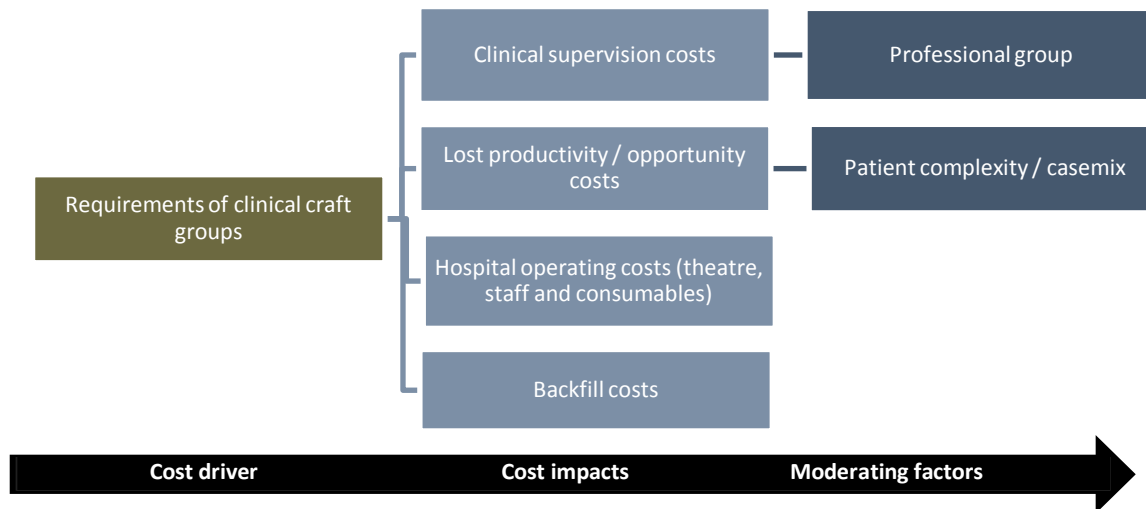 Clinical supervision costs
Professional group
Lost productivity / opportunity
costs
Patient complexity / casemix
Requirements of clinical craft
groups
Hospital operating costs (theatre,
staff and consumables)
Backfill costs
Cost driver
Cost impacts
Moderating factors